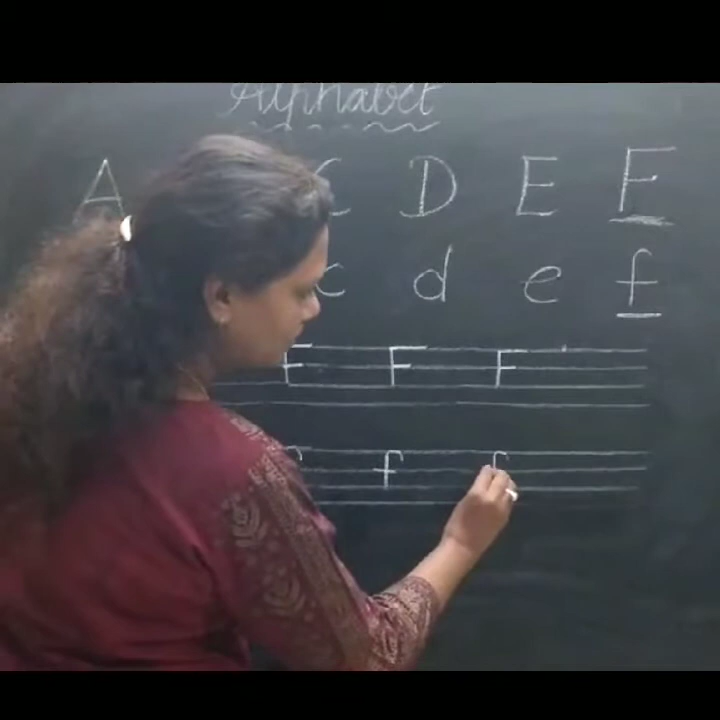 Alphabet
A C D E F
c d e f
F F F
f f f